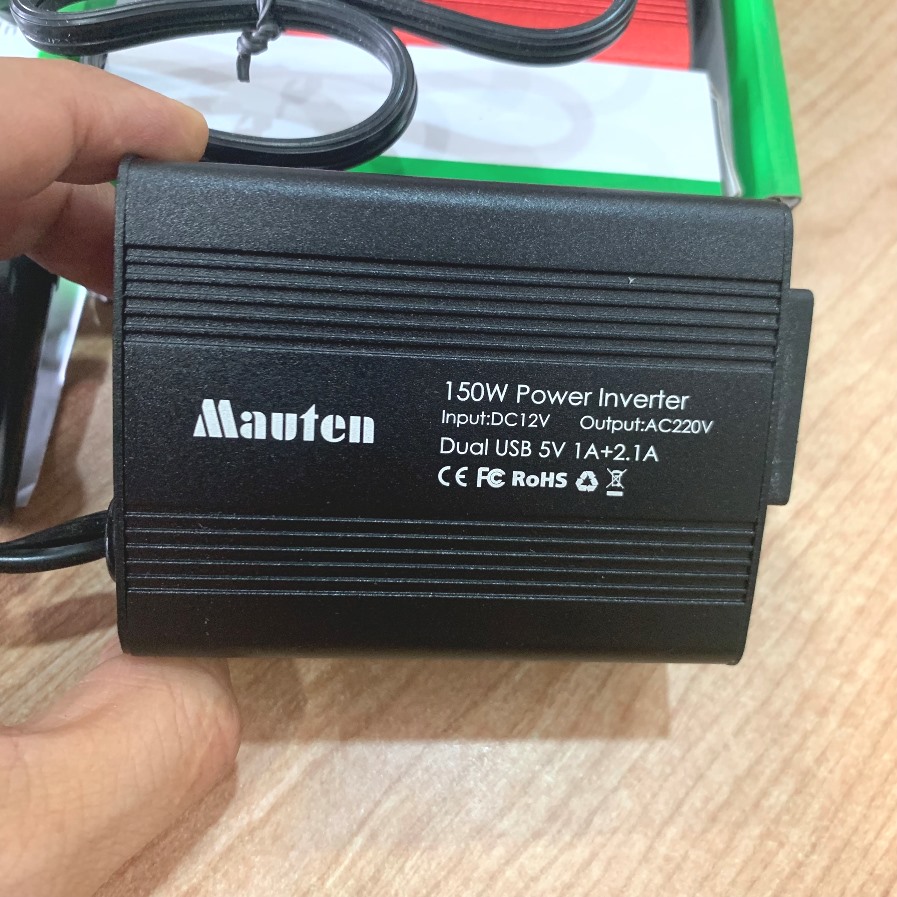 Mauten
150W Power Inverter
Input:DC12V Output:AC220V
Dual USB 5V 1A+2.1A
CE FC RoHS